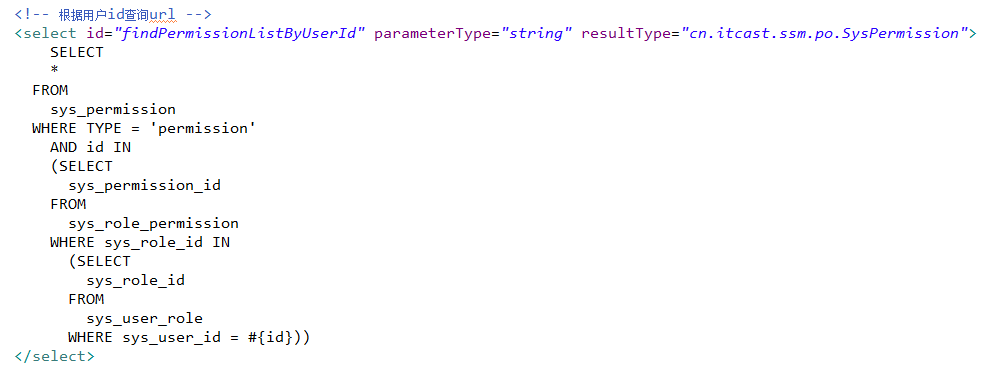 <!-- 根据用户id查询url -->
<select id="findPermissionListByUserId" parameterType="string" resultType="cn.itcast.ssm.po.SysPermission">
SELECT
*
FROM
sys_permission
WHERE TYPE = 'permission'
AND id IN
(SELECT
sys_permission_id
FROM
sys_role_permission
WHERE sys_role_id IN
(SELECT
sys_role_id
FROM
sys_user_role
WHERE sys_user_id = #{id}))
</select>